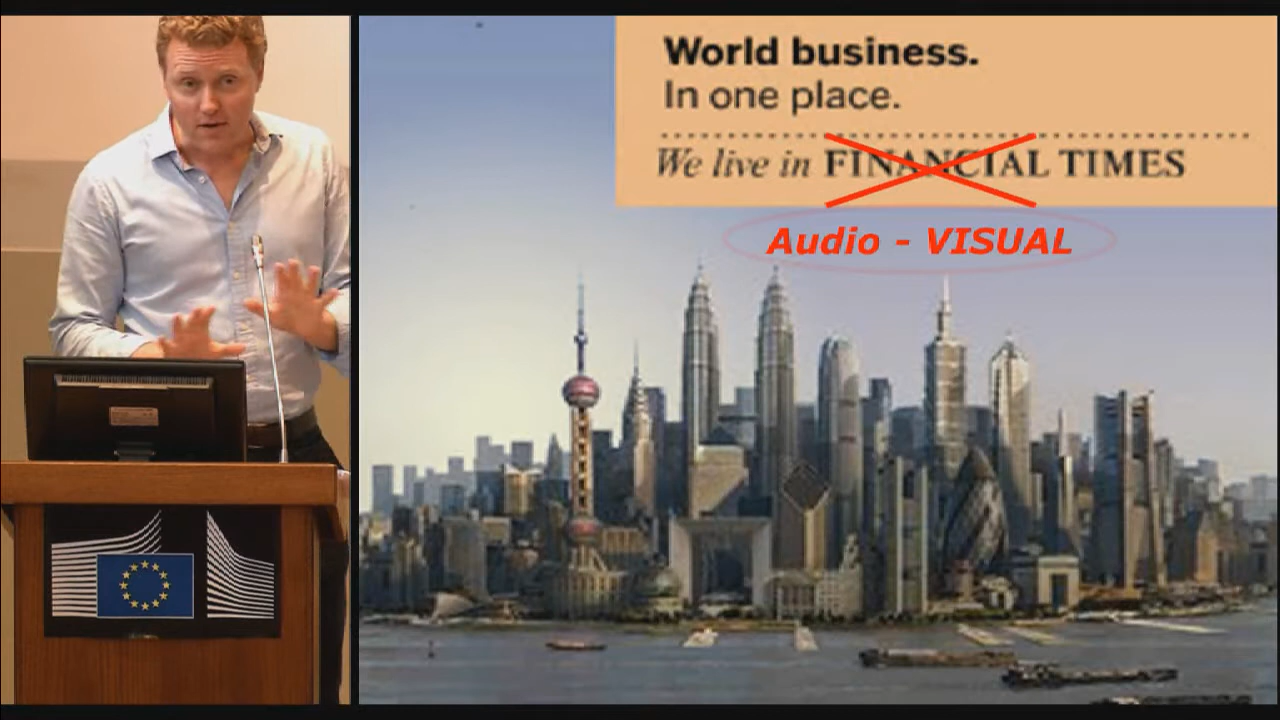 World business.
In one place.
We live in FINANCIAL TIMES
Audio - VISUAL